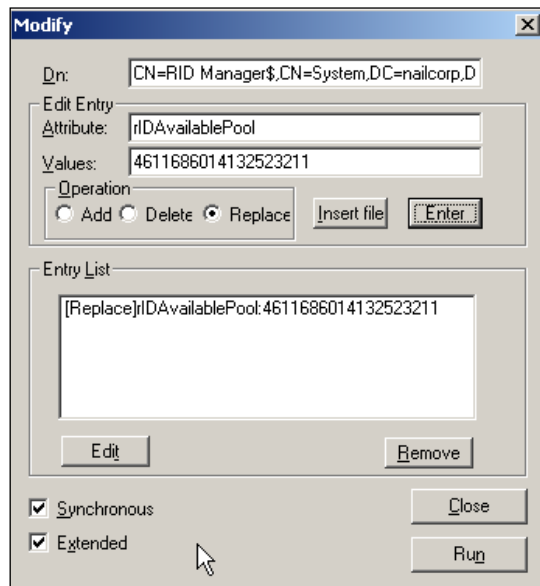 Modify
Dn: CN=RID Manager$,CN=System,DC=nailcorp,D
Edit Entry
Attribute: rIDAvailablePool
Values: 4611686014132523211
Operation
Add Delete Replace Insert file Enter
Entry List
[Replace]rIDAvailablePool:4611686014132523211
Edit Remove
Synchronous Close
Extended Run